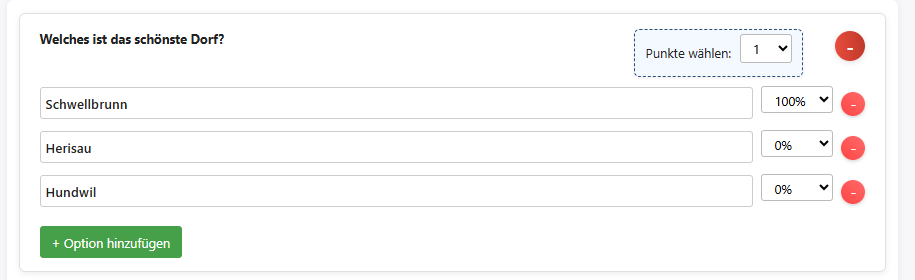 Welches ist das schönste Dorf?
Punkte wählen: 1
-
Schwellbrunn 100% -
Herisau 0% -
Hundwil 0% -
+ Option hinzufügen